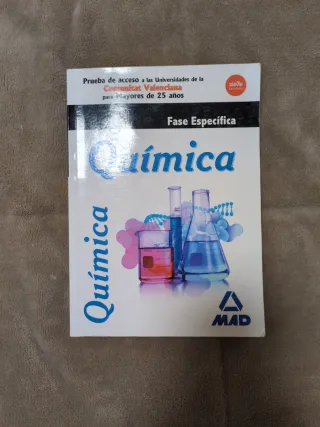 Prueba de acceso a las Universidades de la
Comunitat Valenciana
para Mayores de 25 años
Fase Específica
Química
Química
MAD